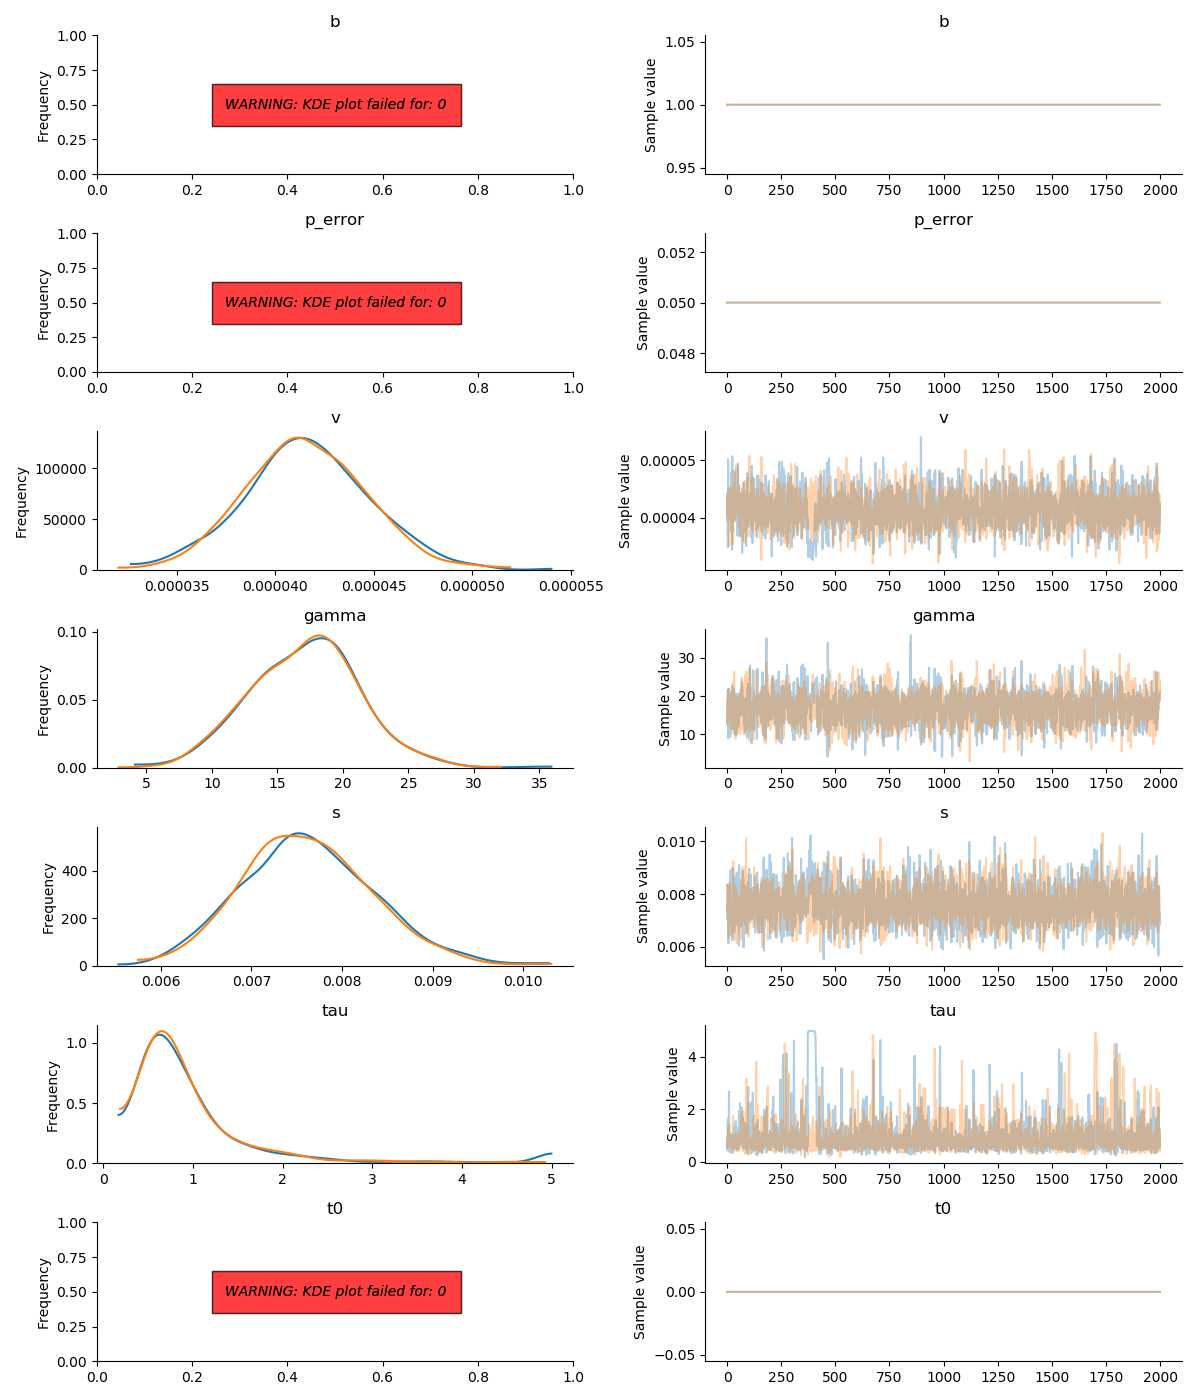 b
b
Frequency
1.00
0.75
0.50
0.25
0.00
WARNING: KDE plot failed for: 0
0.0 0.2 0.4 0.6 0.8 1.0
Sample value
1.05
1.00
0.95
0 250 500 750 1000 1250 1500 1750 2000
p_error
p_error
Frequency
1.00
0.75
0.50
0.25
0.00
WARNING: KDE plot failed for: 0
0.0 0.2 0.4 0.6 0.8 1.0
Sample value
0.052
0.050
0.048
0 250 500 750 1000 1250 1500 1750 2000
v
v
Frequency
100000
50000
0
0.000035 0.000040 0.000045 0.000050 0.000055
Sample value
0.00005
0.00004
0 250 500 750 1000 1250 1500 1750 2000
gamma
gamma
Frequency
0.10
0.05
0.00
5 10 15 20 25 30 35
Sample value
30
20
10
0 250 500 750 1000 1250 1500 1750 2000
s
s
Frequency
400
200
0
0.006 0.007 0.008 0.009 0.010
Sample value
0.010
0.008
0.006
0 250 500 750 1000 1250 1500 1750 2000
tau
tau
Frequency
1.0
0.5
0.0
0 1 2 3 4 5
Sample value
4
2
0
0 250 500 750 1000 1250 1500 1750 2000
t0
t0
Frequency
1.00
0.75
0.50
0.25
0.00
WARNING: KDE plot failed for: 0
0.0 0.2 0.4 0.6 0.8 1.0
Sample value
0.05
0.00
−0.05
0 250 500 750 1000 1250 1500 1750 2000